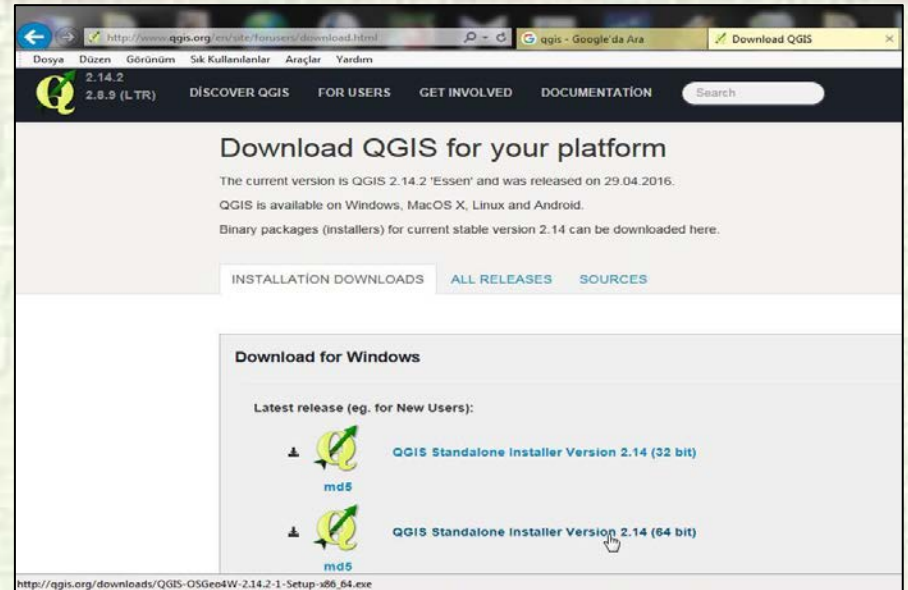 http://www.qgis.org/en/site/forusers/download.html
qgis - Google'da Ara
Download QGIS
Dosya Düzen Görünüm Sık Kullanılanlar Araçlar Yardım
2.14.2
2.8.9 (LTR)
DİSCOVER QGIS FOR USERS GET INVOLVED DOCUMENTATİON Search
Download QGIS for your platform
The current version is QGIS 2.14.2 'Essen' and was released on 29.04.2016.
QGIS is available on Windows, MacOS X, Linux and Android.
Binary packages (installers) for current stable version 2.14 can be downloaded here.
INSTALLATİON DOWNLOADS ALL RELEASES SOURCES
Download for Windows
Latest release (eg. for New Users):
QGIS Standalone Installer Version 2.14 (32 bit)
md5
QGIS Standalone Installer Version 2.14 (64 bit)
md5
http://qgis.org/downloads/QGIS-OSGeo4W-2.14.2-1-Setup-x86_64.exe